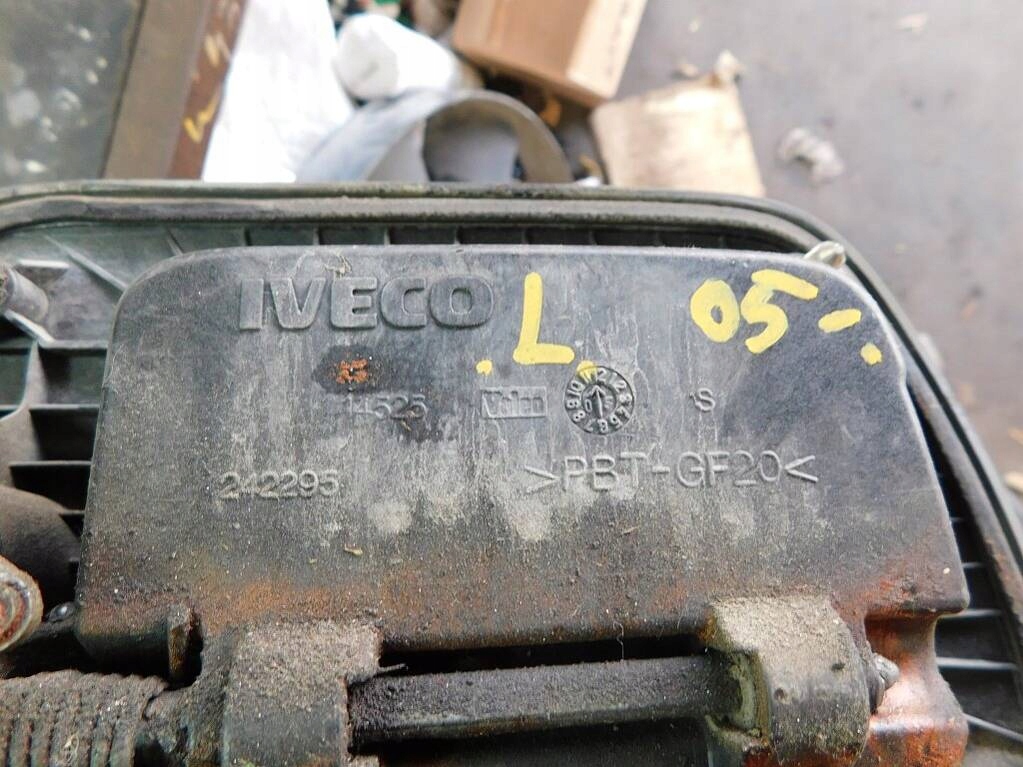 IVECO
.L. 05-.
14525 Valeo S
242295 >PBT-GF20<